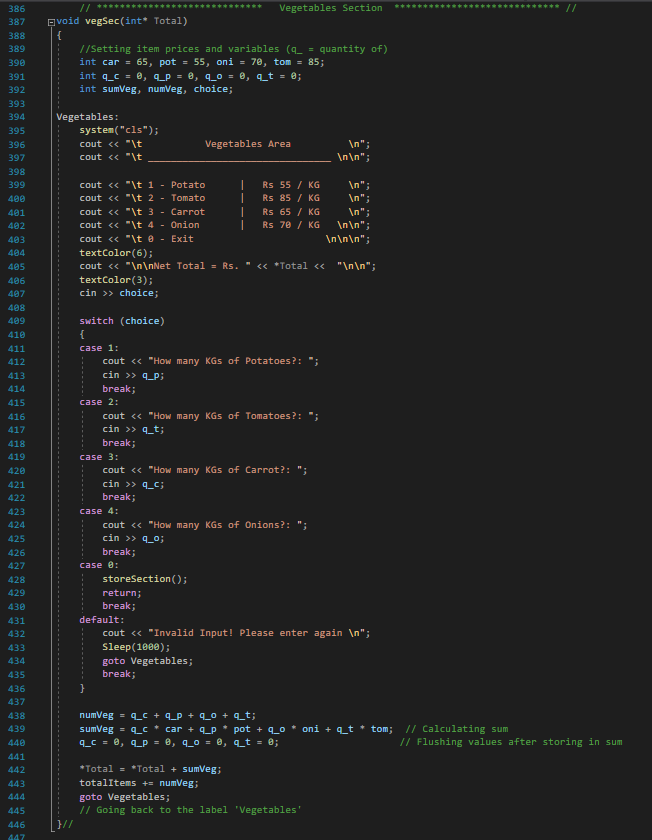 386 // **************************** Vegetables Section **************************** //
387 void vegSec(int* Total)
388 {
389 //Setting item prices and variables (q_ = quantity of)
390 int car = 65, pot = 55, oni = 70, tom = 85;
391 int q_c = 0, q_p = 0, q_o = 0, q_t = 0;
392 int sumVeg, numVeg, choice;
393
394 Vegetables:
395 system("cls");
396 cout << "\t Vegetables Area \n";
397 cout << "\t _______________________________ \n\n";
398
399 cout << "\t 1 - Potato | Rs 55 / KG \n";
400 cout << "\t 2 - Tomato | Rs 85 / KG \n";
401 cout << "\t 3 - Carrot | Rs 65 / KG \n";
402 cout << "\t 4 - Onion | Rs 70 / KG \n\n";
403 cout << "\t 0 - Exit \n\n\n";
404 textColor(6);
405 cout << "\n\nNet Total = Rs. " << *Total << "\n\n";
406 textColor(3);
407 cin >> choice;
408
409 switch (choice)
410 {
411 case 1:
412 cout << "How many KGs of Potatoes?: ";
413 cin >> q_p;
414 break;
415 case 2:
416 cout << "How many KGs of Tomatoes?: ";
417 cin >> q_t;
418 break;
419 case 3:
420 cout << "How many KGs of Carrot?: ";
421 cin >> q_c;
422 break;
423 case 4:
424 cout << "How many KGs of Onions?: ";
425 cin >> q_o;
426 break;
427 case 0:
428 storeSection();
429 return;
430 break;
431 default:
432 cout << "Invalid Input! Please enter again \n";
433 Sleep(1000);
434 goto Vegetables;
435 break;
436 }
437
438 numVeg = q_c + q_p + q_o + q_t;
439 sumVeg = q_c * car + q_p * pot + q_o * oni + q_t * tom; // Calculating sum
440 q_c = 0, q_p = 0, q_o = 0, q_t = 0; // Flushing values after storing in sum
441
442 *Total = *Total + sumVeg;
443 totalItems += numVeg;
444 goto Vegetables;
445 // Going back to the label 'Vegetables'
446 }//
447